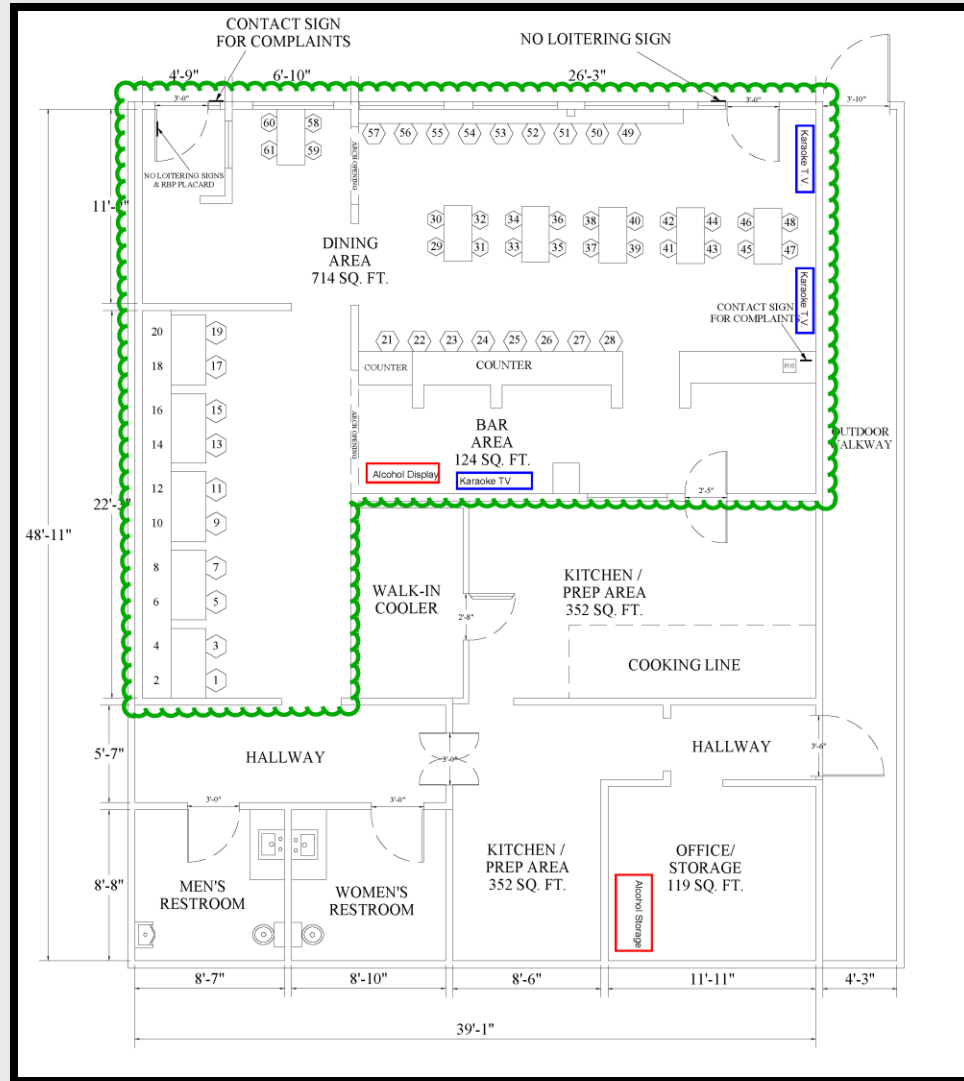 CONTACT SIGN
FOR COMPLAINTS
NO LOITERING SIGN
4'-9"
6'-10"
26'-3"
3'-0"
3'-0"
3'-10"
60
58
61
59
57
56
55
54
53
52
51
50
49
Karaoke T.V.
NO LOITERING SIGNS
& RBP PLACARD
ARCH OPENING
30
32
34
36
38
40
42
44
46
48
29
31
33
35
37
39
41
43
45
47
DINING
AREA
714 SQ. FT.
Karaoke T.V.
CONTACT SIGN
FOR COMPLAINTS
20
19
18
17
16
15
14
13
12
11
10
9
8
7
6
5
4
3
2
1
21
22
23
24
25
26
27
28
COUNTER
COUNTER
POS
ARCH OPENING
BAR
AREA
124 SQ. FT.
OUTDOOR
WALKWAY
Alcohol Display
Karaoke TV
2'-5"
48'-11"
WALK-IN
COOLER
2'-8"
KITCHEN /
PREP AREA
352 SQ. FT.
COOKING LINE
5'-7"
HALLWAY
3'-0"
HALLWAY
3'-6"
3'-0"
3'-0"
8'-8"
MEN'S
RESTROOM
WOMEN'S
RESTROOM
KITCHEN /
PREP AREA
352 SQ. FT.
OFFICE/
STORAGE
119 SQ. FT.
Alcohol Storage
8'-7"
8'-10"
8'-6"
11'-11"
4'-3"
39'-1"